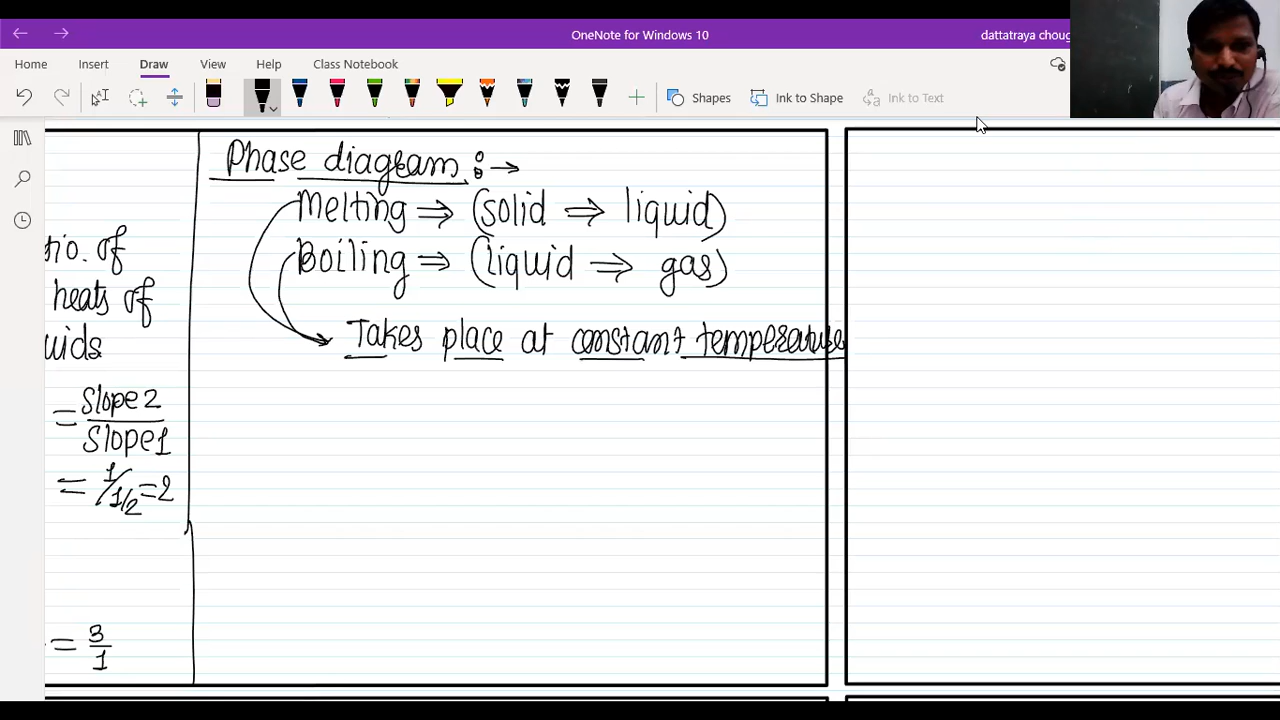 OneNote for Windows 10
dattatraya choug
Home Insert Draw View Help Class Notebook
Shapes Ink to Shape Ink to Text
Phase diagram :→
Melting ⇒ (solid ⇒ liquid)
Boiling ⇒ (liquid ⇒ gas)
Takes place at constant temperature
tio. of
heats of
uids
= Slope 2 / Slope 1
= 1/1/2 = 2
= 3/1